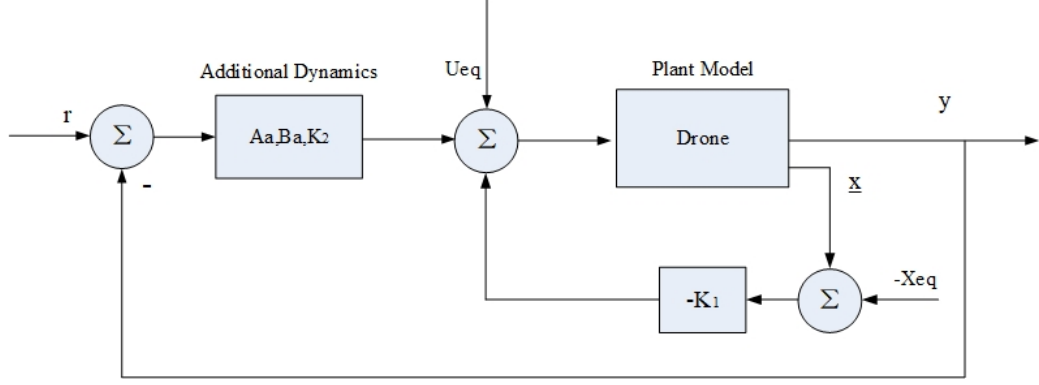 Additional Dynamics
Ueq
Plant Model
r
y
Σ
Aa,Ba,K2
Σ
Drone
-
x
-Xeq
-K1
Σ